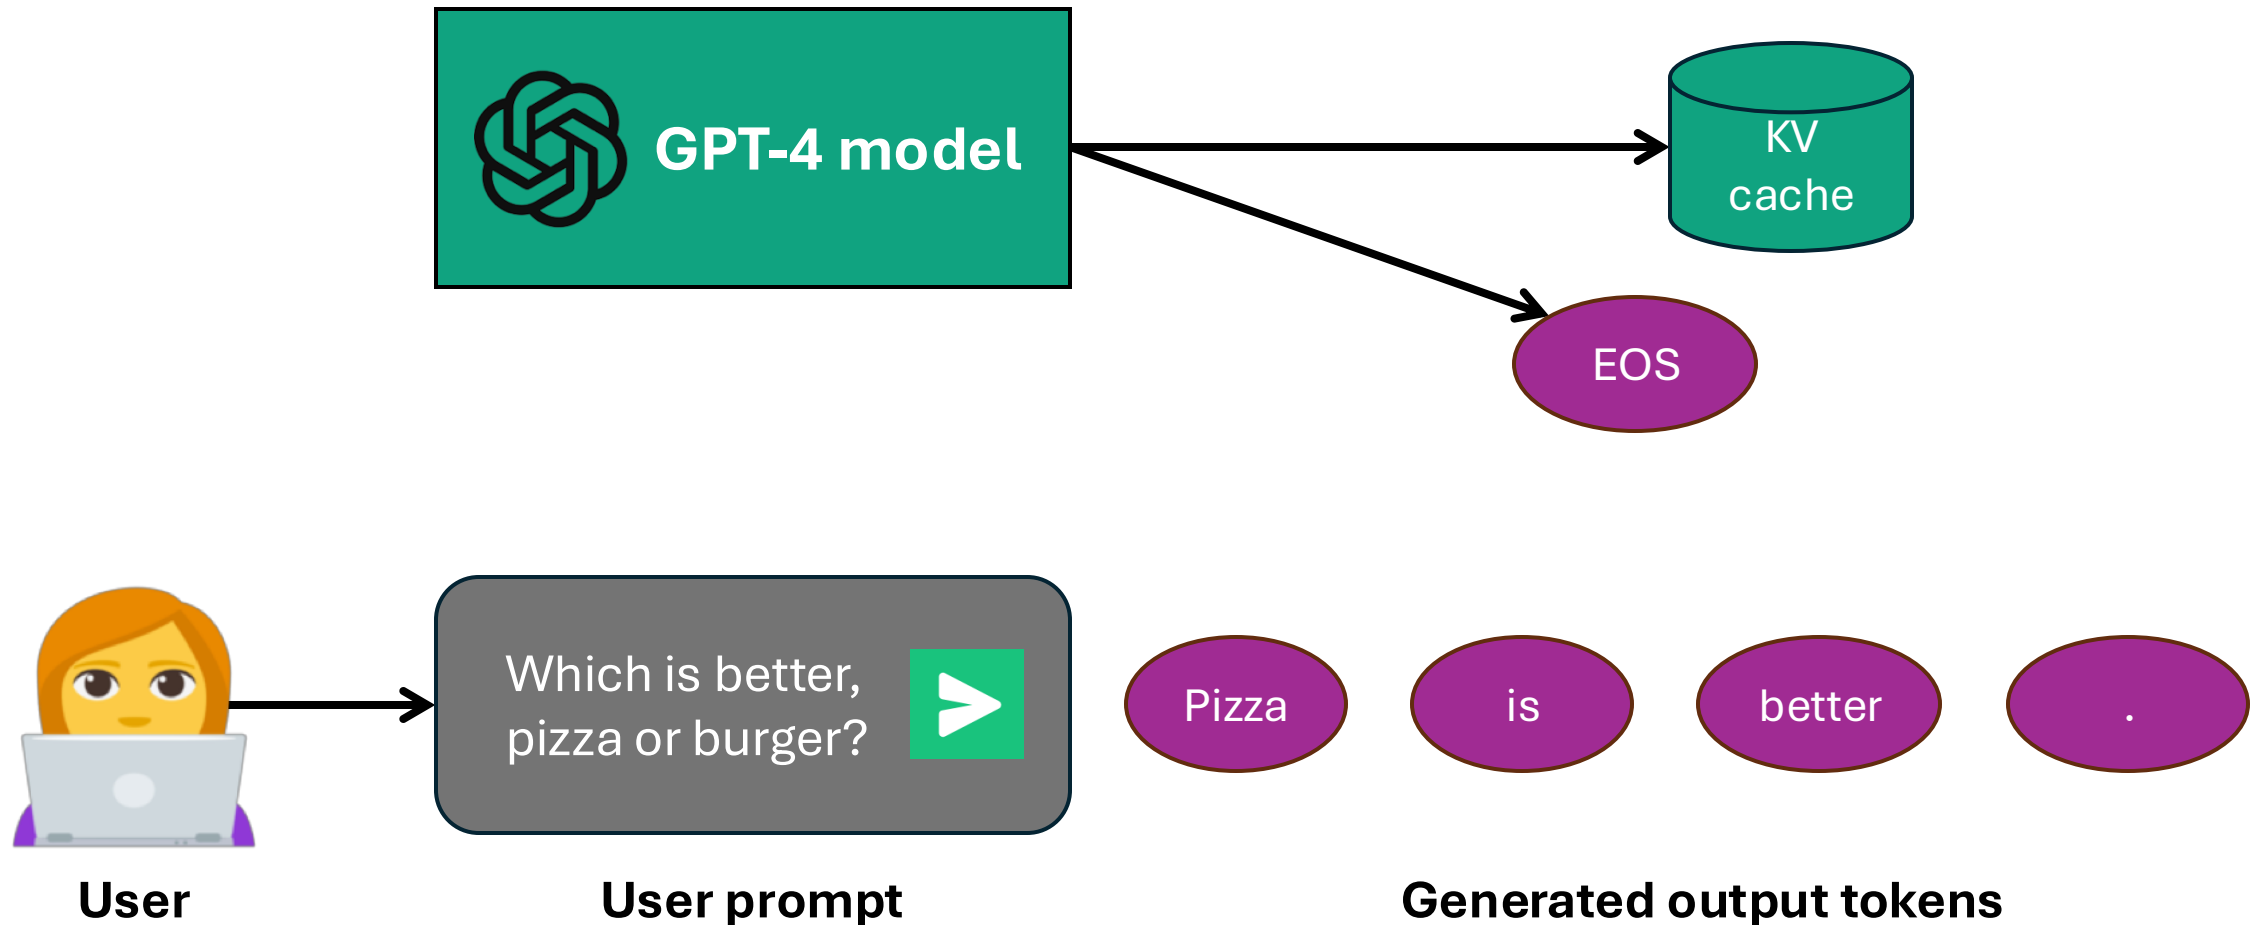 GPT-4 model
KV
cache
EOS
Which is better,
pizza or burger?
Pizza
is
better
.
User
User prompt
Generated output tokens